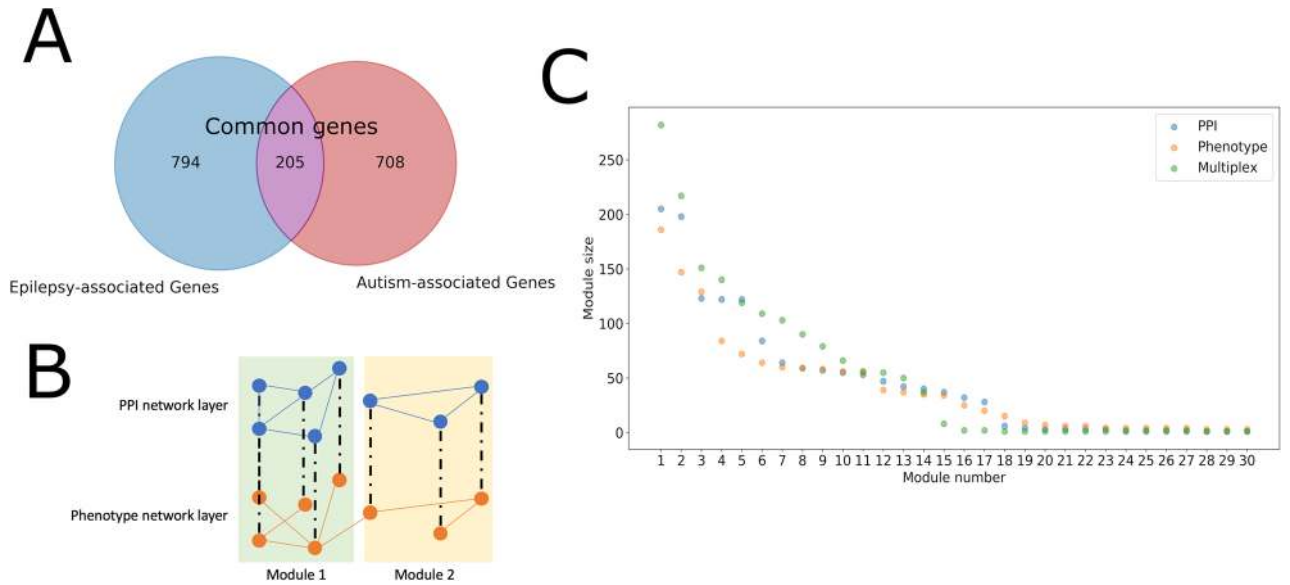 A
Common genes
794 205 708
Epilepsy-associated Genes
Autism-associated Genes
B
PPI network layer
Phenotype network layer
Module 1 Module 2
C
PPI
Phenotype
Multiplex
Module size
250
200
150
100
50
0
1 2 3 4 5 6 7 8 9 10 11 12 13 14 15 16 17 18 19 20 21 22 23 24 25 26 27 28 29 30
Module number